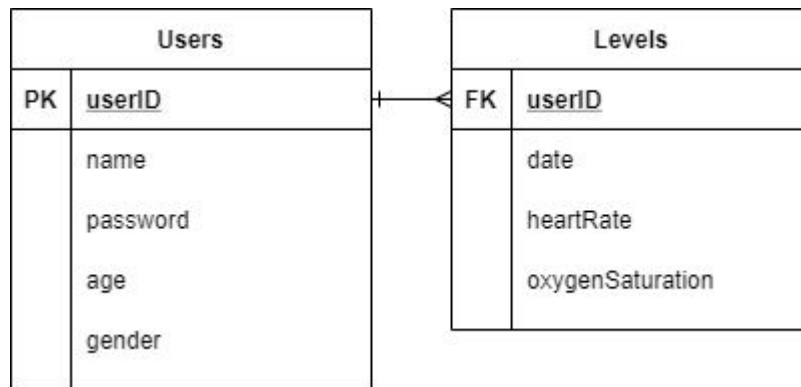 Users
PK userID
name
password
age
gender
Levels
FK userID
date
heartRate
oxygenSaturation